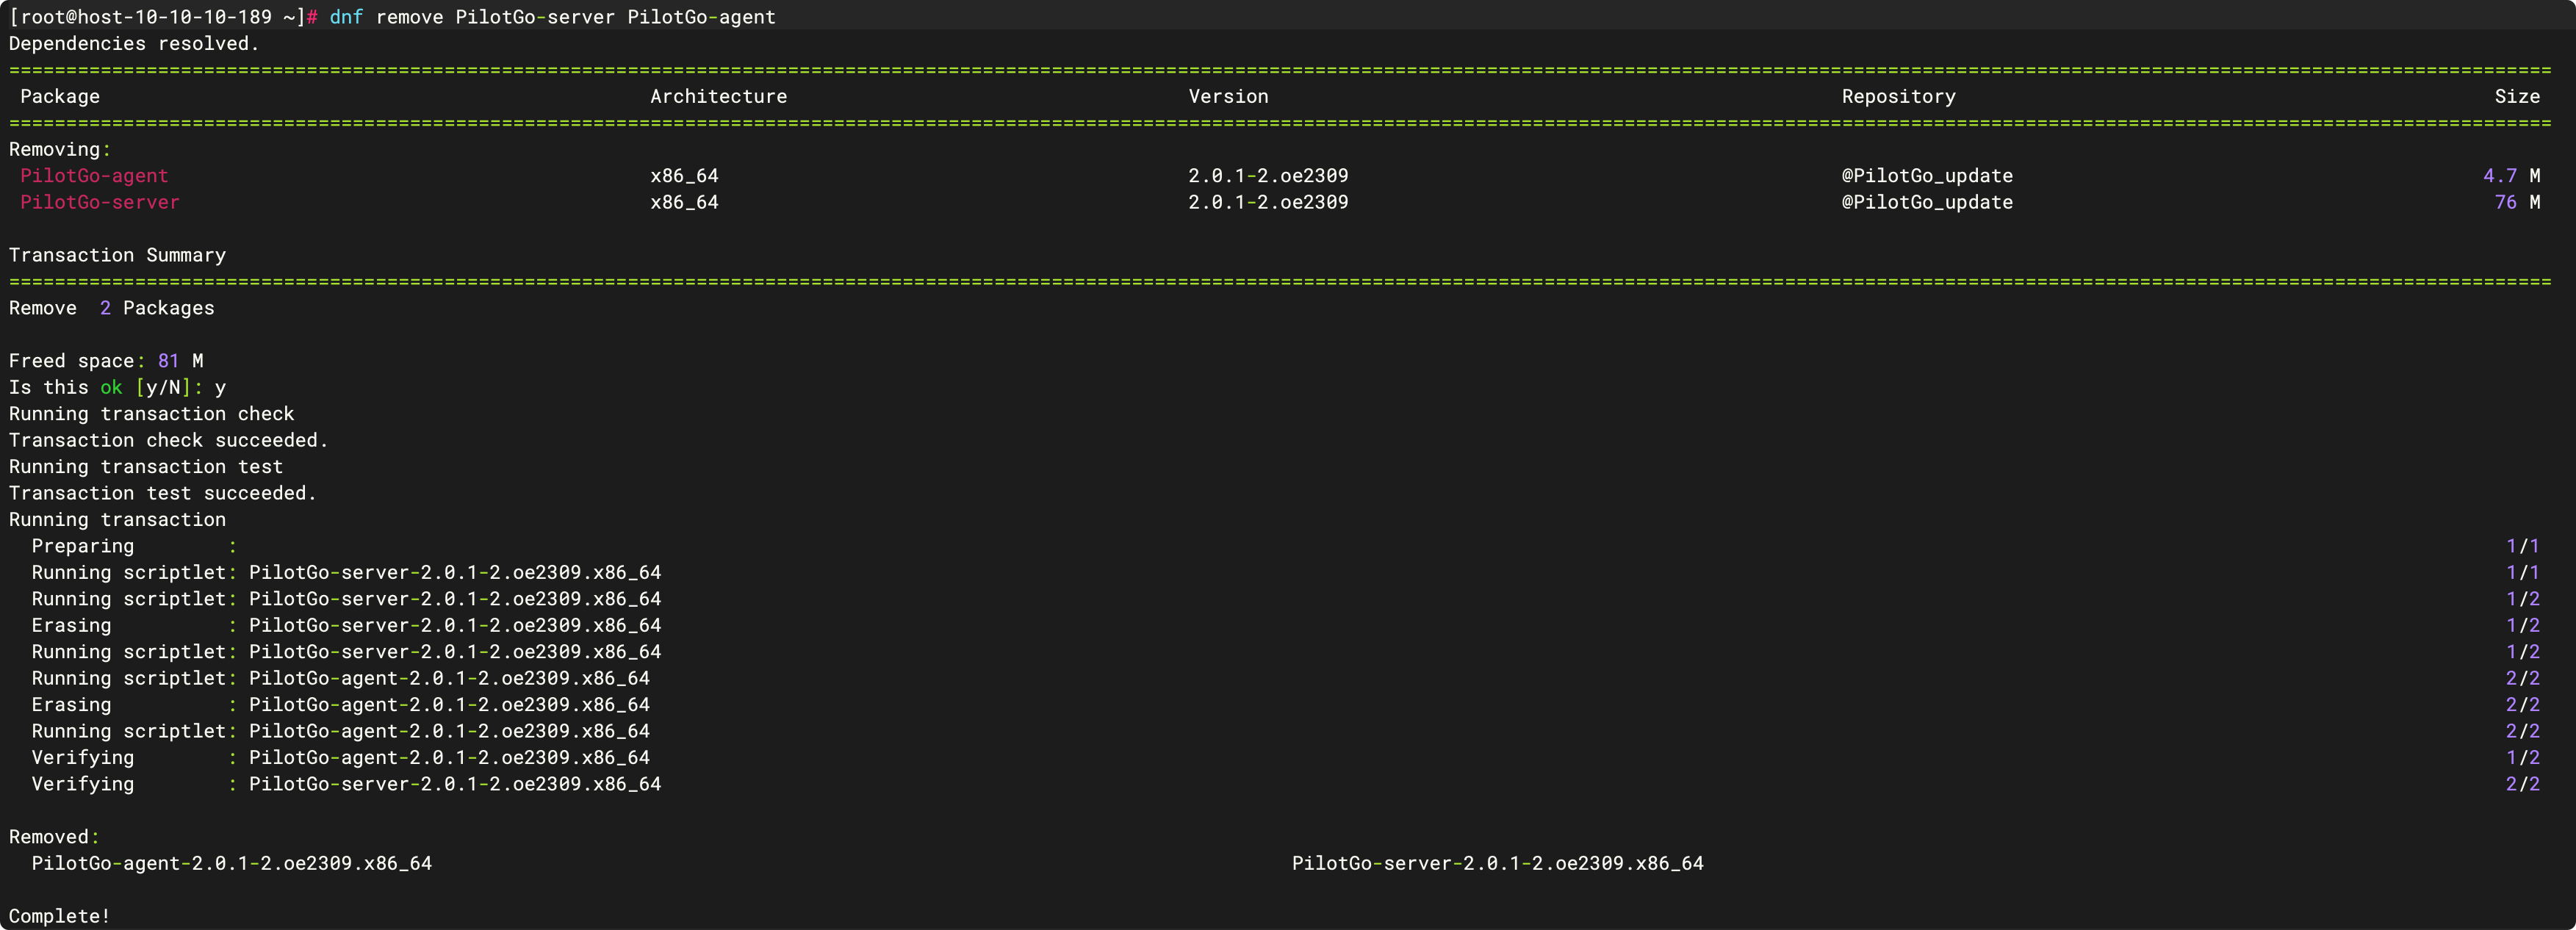 [root@host-10-10-10-189 ~]# dnf remove PilotGo-server PilotGo-agent
Dependencies resolved.
Package Architecture Version Repository Size
Removing:
PilotGo-agent x86_64 2.0.1-2.oe2309 @PilotGo_update 4.7 M
PilotGo-server x86_64 2.0.1-2.oe2309 @PilotGo_update 76 M
Transaction Summary
Remove  2 Packages
Freed space: 81 M
Is this ok [y/N]: y
Running transaction check
Transaction check succeeded.
Running transaction test
Transaction test succeeded.
Running transaction
Preparing : 1/1
Running scriptlet: PilotGo-server-2.0.1-2.oe2309.x86_64 1/1
Running scriptlet: PilotGo-server-2.0.1-2.oe2309.x86_64 1/2
Erasing : PilotGo-server-2.0.1-2.oe2309.x86_64 1/2
Running scriptlet: PilotGo-server-2.0.1-2.oe2309.x86_64 1/2
Running scriptlet: PilotGo-agent-2.0.1-2.oe2309.x86_64 2/2
Erasing : PilotGo-agent-2.0.1-2.oe2309.x86_64 2/2
Running scriptlet: PilotGo-agent-2.0.1-2.oe2309.x86_64 2/2
Verifying : PilotGo-agent-2.0.1-2.oe2309.x86_64 1/2
Verifying : PilotGo-server-2.0.1-2.oe2309.x86_64 2/2
Removed:
PilotGo-agent-2.0.1-2.oe2309.x86_64 PilotGo-server-2.0.1-2.oe2309.x86_64
Complete!